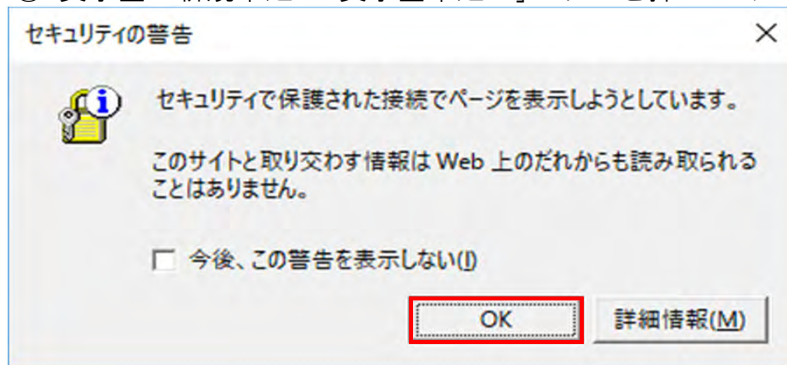 セキュリティの警告
セキュリティで保護された接続でページを表示しようとしています。
このサイトと取り交わす情報は Web 上のだれからも読み取られる
ことはありません。
今後、この警告を表示しない(I)
OK
詳細情報(M)